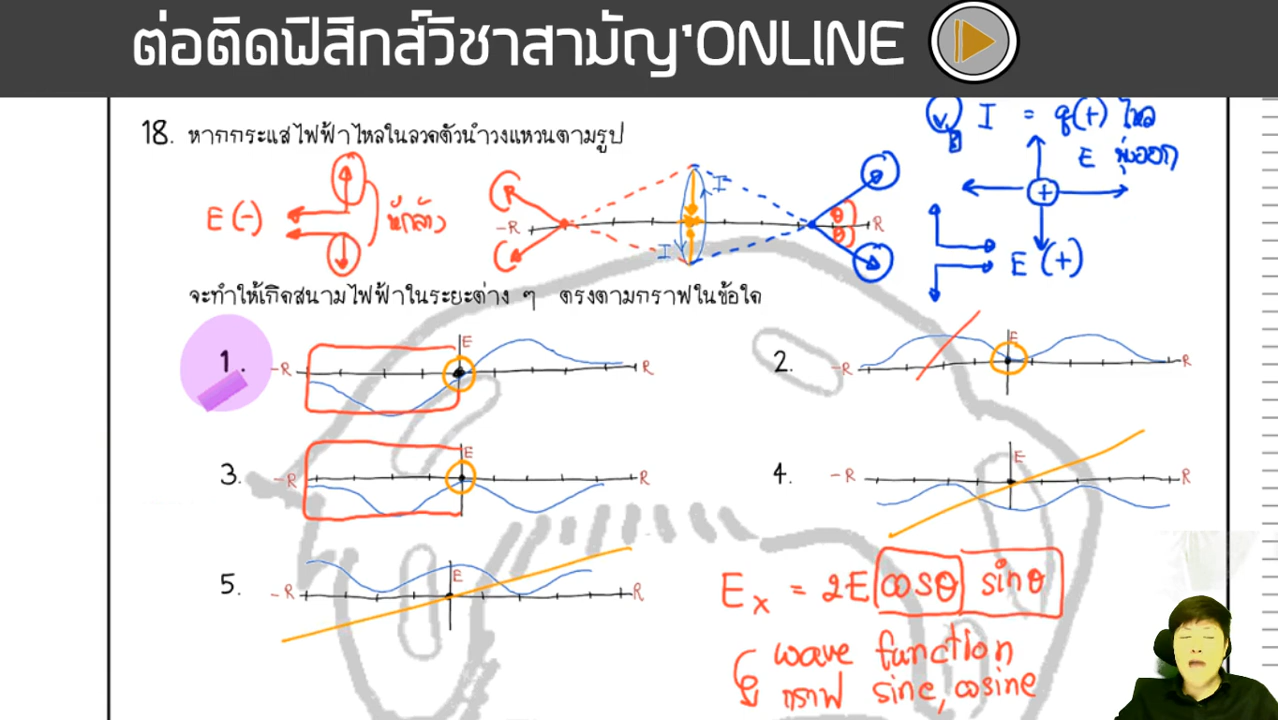 ต่อติดฟิสิกส์วิชาสามัญ'ONLINE
18. หากกระแสไฟฟ้าไหลในลวดตัวนำวงแหวนตามรูป
I = q(+) ไหล
E พุ่งออก
+
E (-)
หักล้าง
-R
I
I
θ
θ
R
E (+)
จะทำให้เกิดสนามไฟฟ้าในระยะต่าง ๆ ตรงตามกราฟในข้อใด
1. -R E R
2. -R E R
3. -R E R
4. -R E R
5. -R E R
Ex = 2E cosθ sinθ
wave function
กราฟ sine, cosine